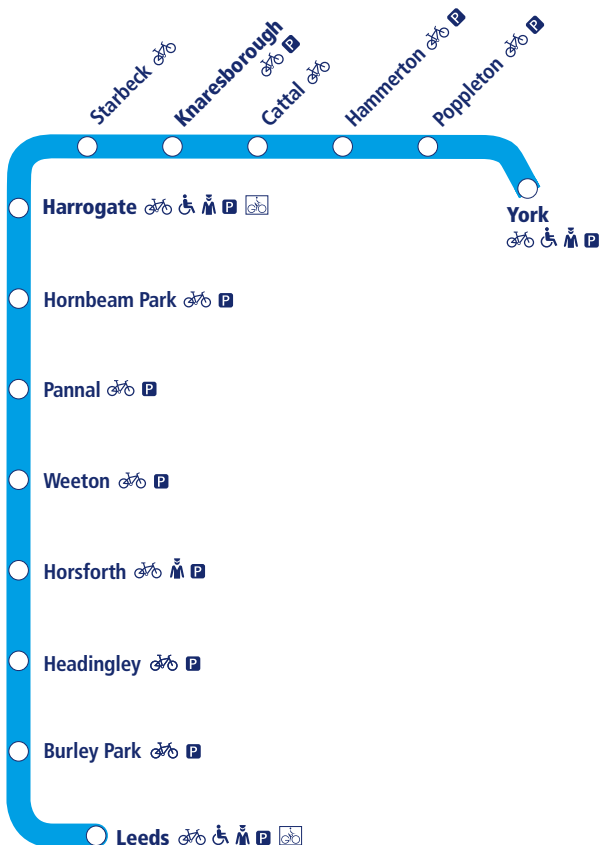 Starbeck
Knaresborough
P
Cattal
Hammerton P
Poppleton P
Harrogate P
York
P
Hornbeam Park P
Pannal P
Weeton P
Horsforth P
Headingley P
Burley Park P
Leeds P